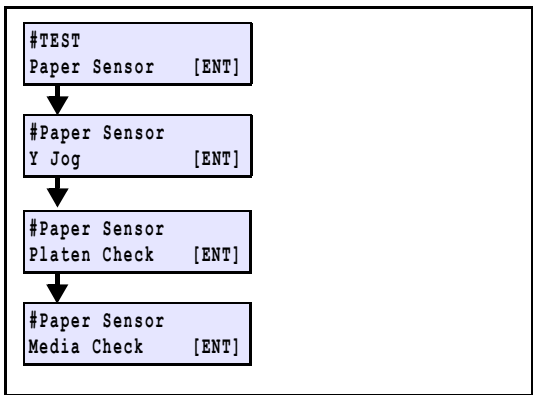 #TEST
Paper Sensor [ENT]
#Paper Sensor
Y Jog [ENT]
#Paper Sensor
Platen Check [ENT]
#Paper Sensor
Media Check [ENT]